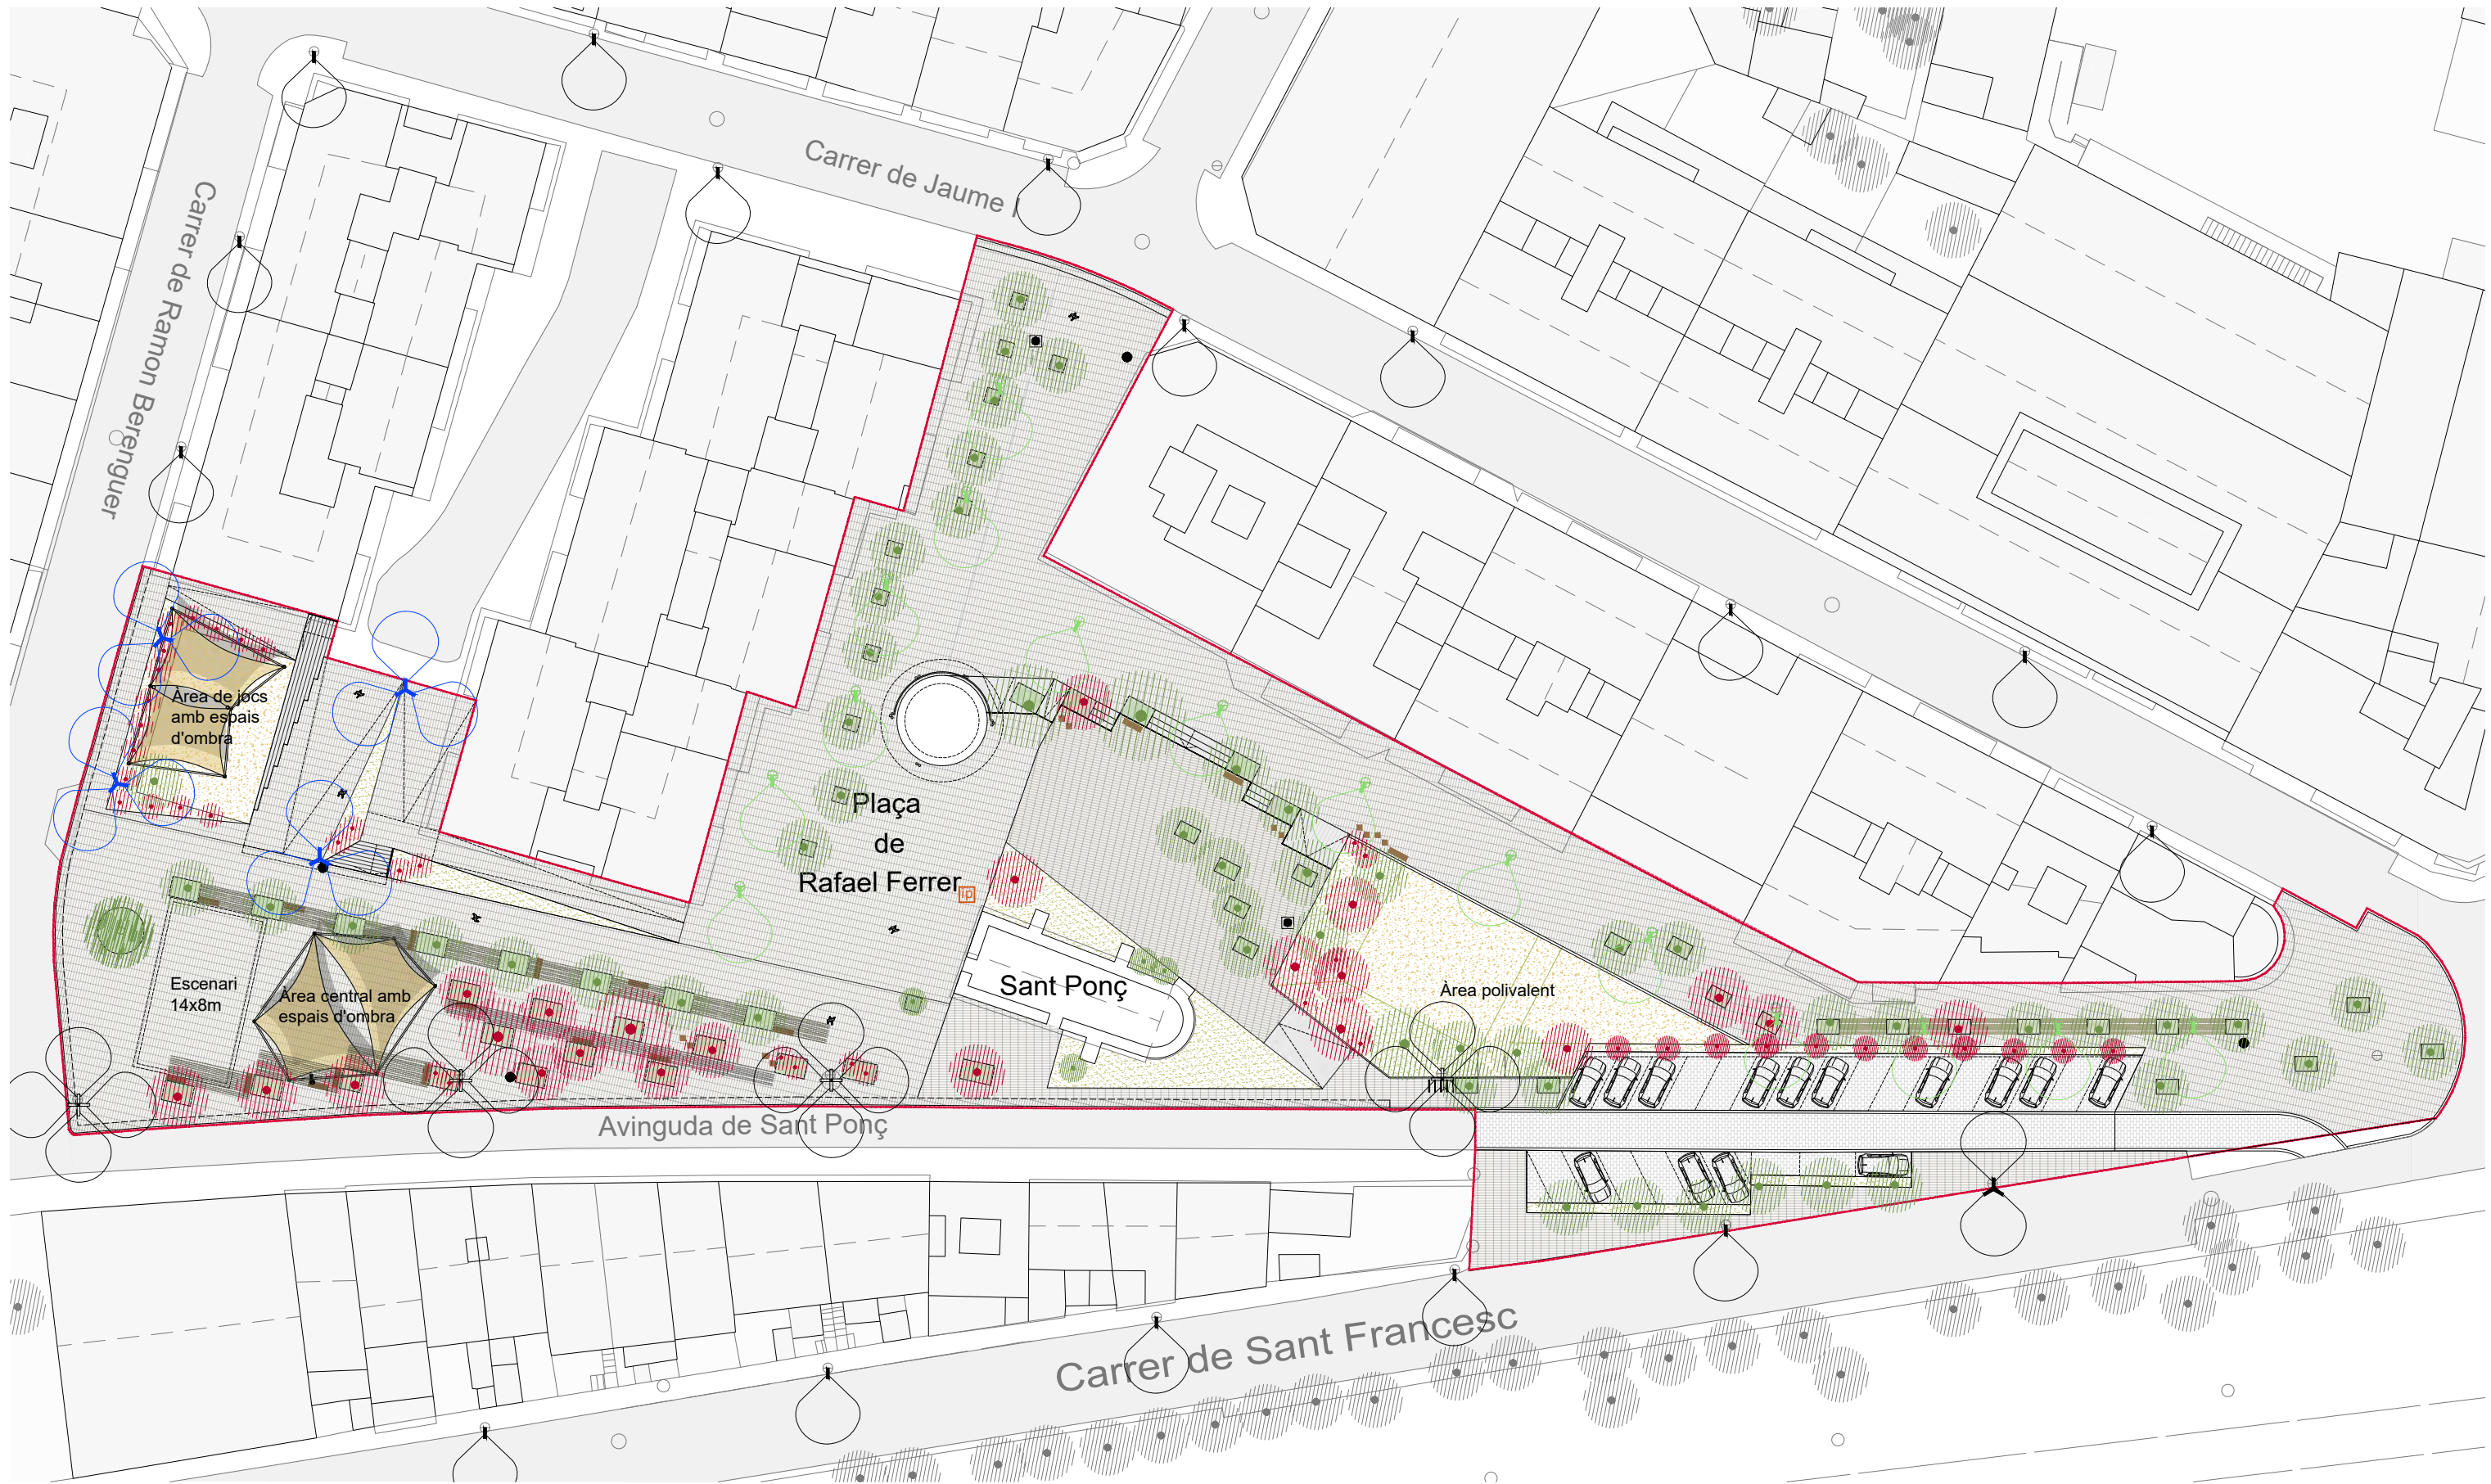 Carrer de Jaume I
Carrer de Ramon Berenguer
Àrea de jocs
amb espais
d'ombra
Plaça
de
Rafael Ferrer
ip
Escenari
14x8m
Àrea central amb
espais d'ombra
Sant Ponç
Àrea polivalent
Avinguda de Sant Ponç
Carrer de Sant Francesc